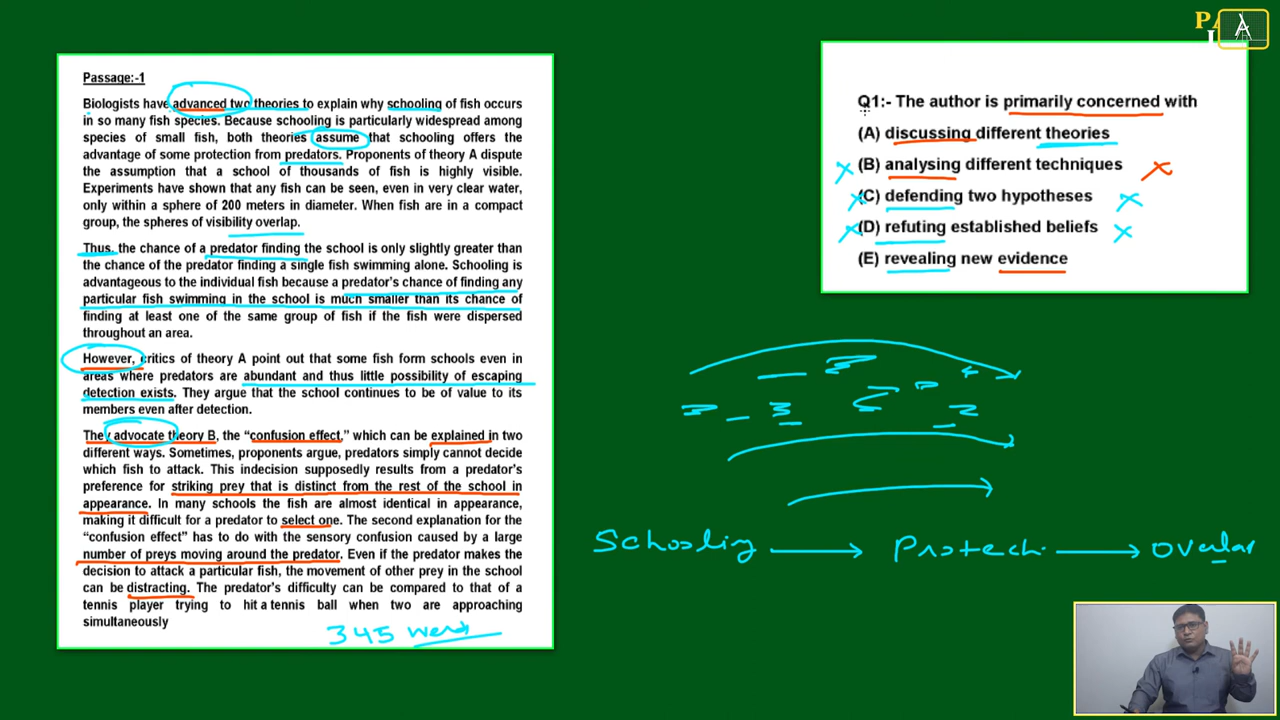 Passage:-1
Biologists have advanced two theories to explain why schooling of fish occurs
in so many fish species. Because schooling is particularly widespread among
species of small fish, both theories assume that schooling offers the
advantage of some protection from predators. Proponents of theory A dispute
the assumption that a school of thousands of fish is highly visible.
Experiments have shown that any fish can be seen, even in very clear water,
only within a sphere of 200 meters in diameter. When fish are in a compact
group, the spheres of visibility overlap.
Thus, the chance of a predator finding the school is only slightly greater than
the chance of the predator finding a single fish swimming alone. Schooling is
advantageous to the individual fish because a predator's chance of finding any
particular fish swimming in the school is much smaller than its chance of
finding at least one of the same group of fish if the fish were dispersed
throughout an area.
However, critics of theory A point out that some fish form schools even in
areas where predators are abundant and thus little possibility of escaping
detection exists. They argue that the school continues to be of value to its
members even after detection.
They advocate theory B, the "confusion effect," which can be explained in two
different ways. Sometimes, proponents argue, predators simply cannot decide
which fish to attack. This indecision supposedly results from a predator's
preference for striking prey that is distinct from the rest of the school in
appearance. In many schools the fish are almost identical in appearance,
making it difficult for a predator to select one. The second explanation for the
"confusion effect" has to do with the sensory confusion caused by a large
number of preys moving around the predator. Even if the predator makes the
decision to attack a particular fish, the movement of other prey in the school
can be distracting. The predator's difficulty can be compared to that of a
tennis player trying to hit a tennis ball when two are approaching
simultaneously
345 words
Q1:- The author is primarily concerned with
(A) discussing different theories
(B) analysing different techniques
(C) defending two hypotheses
(D) refuting established beliefs
(E) revealing new evidence
Schooling